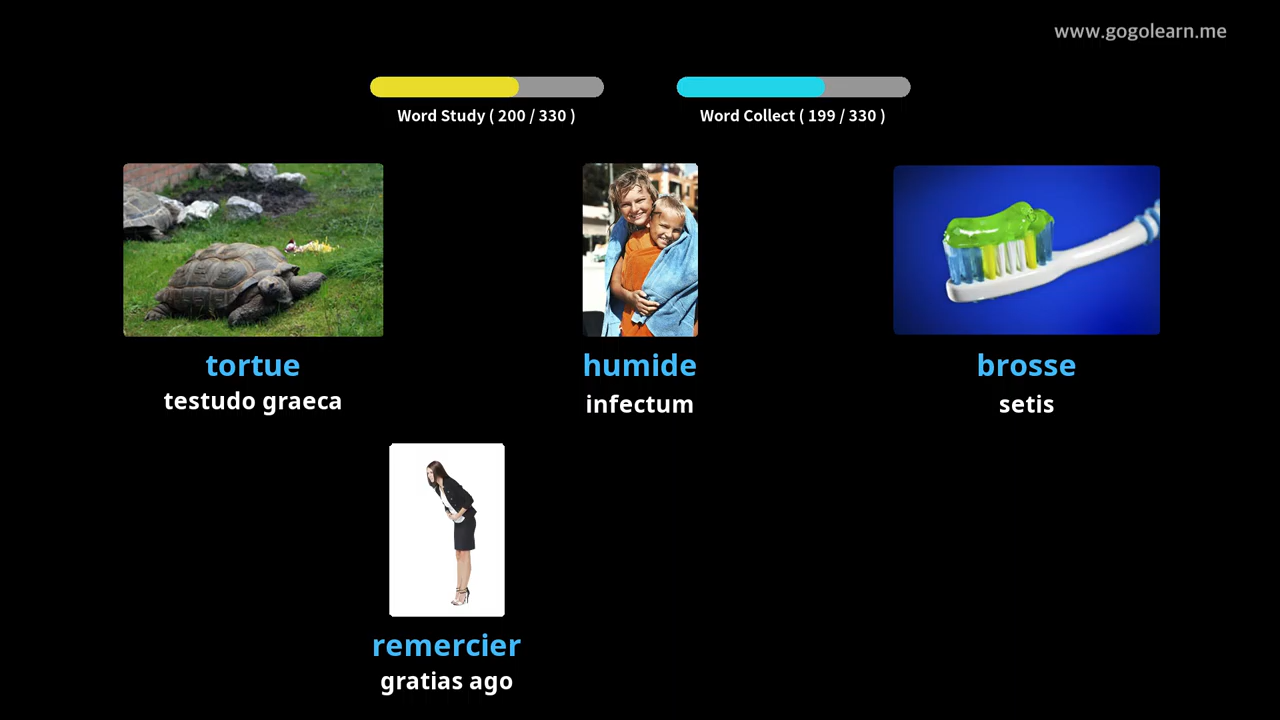 www.gogolearn.me
Word Study ( 200 / 330 )
Word Collect ( 199 / 330 )
tortue
testudo graeca
humide
infectum
brosse
setis
remercier
gratias ago